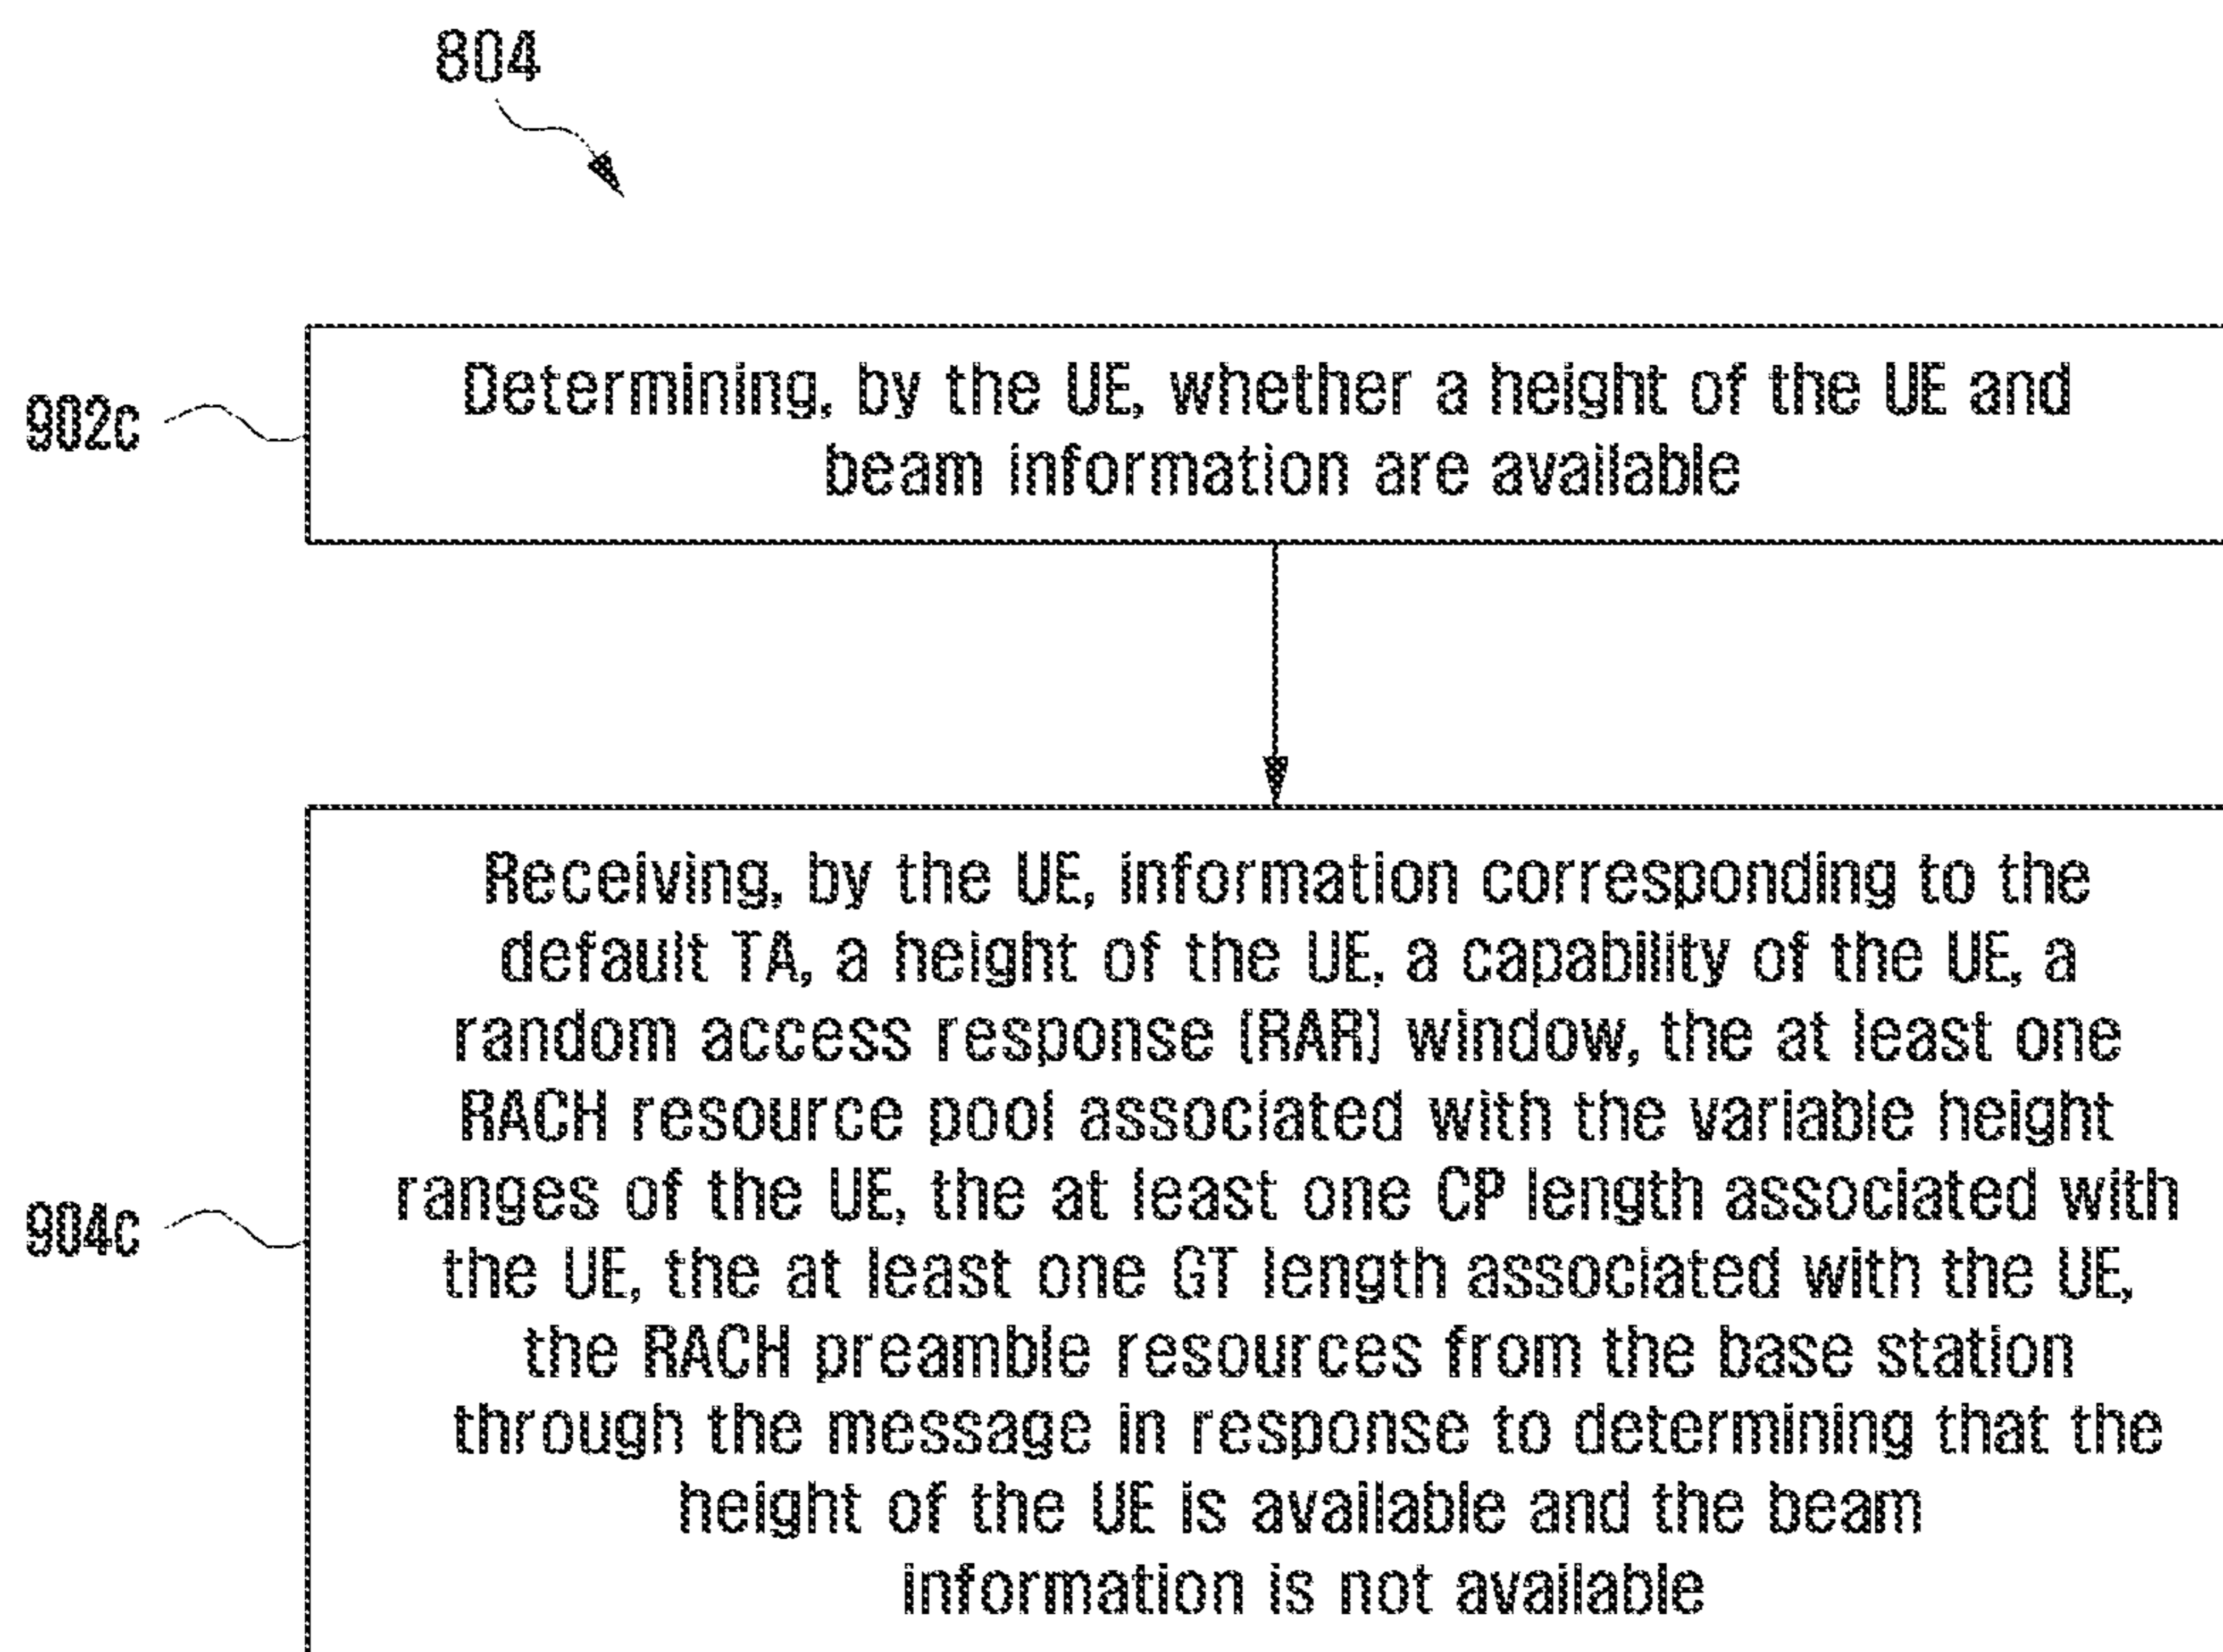 804
902c
Determining, by the UE, whether a height of the UE and
beam information are available
904c
Receiving, by the UE, information corresponding to the
default TA, a height of the UE, a capability of the UE, a
random access response (RAR) window, the at least one
RACH resource pool associated with the variable height
ranges of the UE, the at least one CP length associated with
the UE, the at least one GT length associated with the UE,
the RACH preamble resources from the base station
through the message in response to determining that the
height of the UE is available and the beam
information is not available